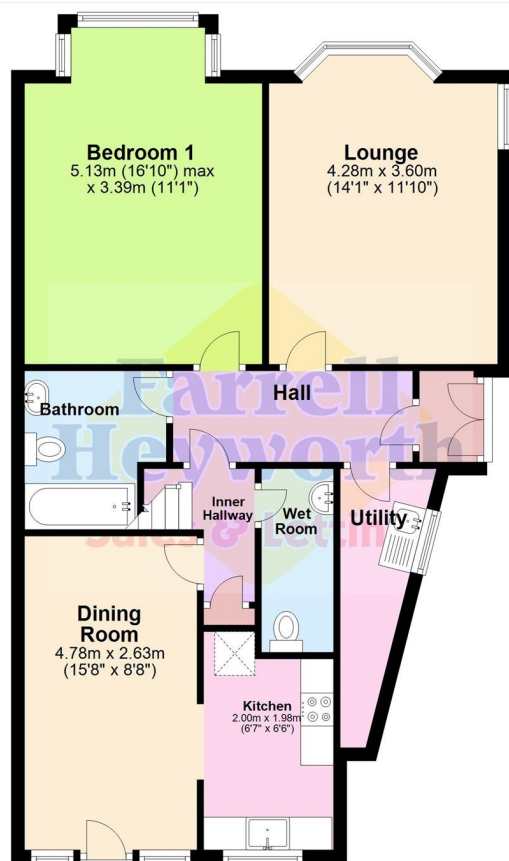 Bedroom 1
5.13m (16'10") max
x 3.39m (11'1")
Lounge
4.28m x 3.60m
(14'1" x 11'10")
Farrell
Heyworth
Sales & Lettin
Bathroom
Hall
Inner
Hallway
Wet
Room
Utility
Dining
Room
4.78m x 2.63m
(15'8" x 8'8")
Kitchen
2.00m x 1.98m
(6'7" x 6'6")